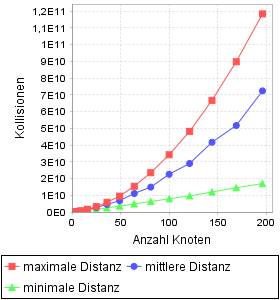 1,2E11
1,1E11
1E11
9E10
8E10
7E10
6E10
5E10
4E10
3E10
2E10
1E10
0E0
Kollisionen
0 50 100 150 200
Anzahl Knoten
maximale Distanz mittlere Distanz
minimale Distanz